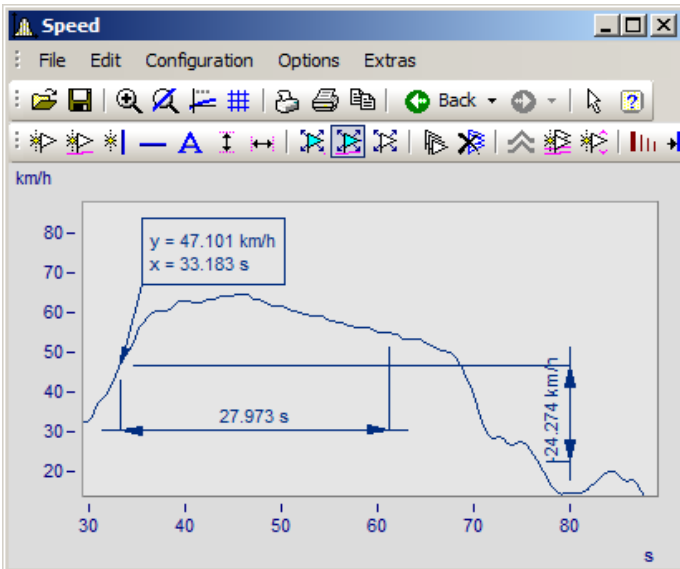 Speed
File Edit Configuration Options Extras
Back
A
km/h
y = 47.101 km/h
x = 33.183 s
80
70
60
50
40
30
20
27.973 s
-24.274 km/h
30 40 50 60 70 80
s